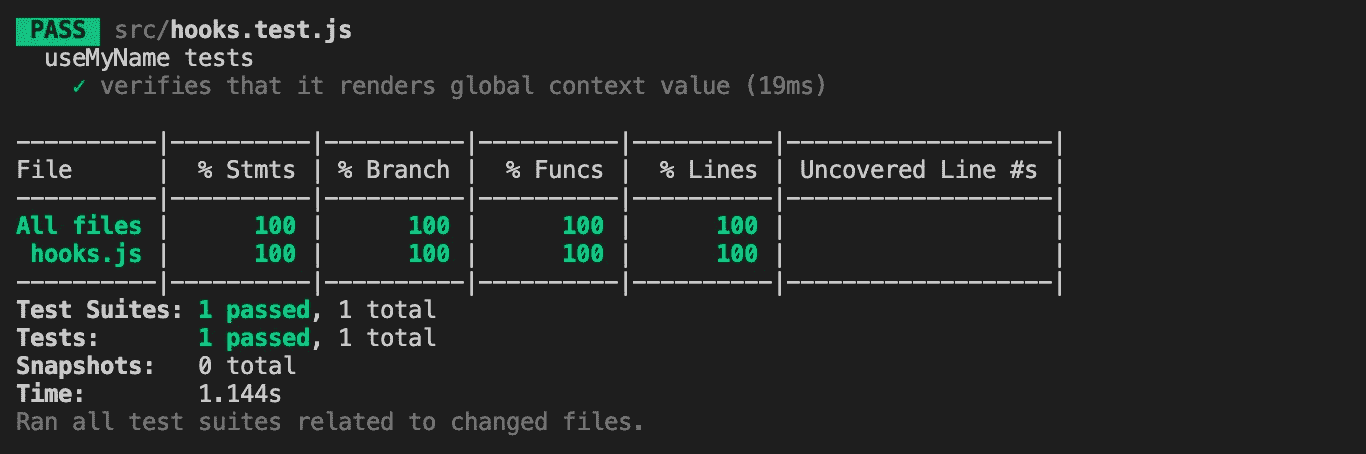 PASS src/hooks.test.js
useMyName tests
✓ verifies that it renders global context value (19ms)
----------|----------|----------|----------|----------|-------------------|
File      |  % Stmts | % Branch |  % Funcs |  % Lines | Uncovered Line #s |
----------|----------|----------|----------|----------|-------------------|
All files |      100 |      100 |      100 |      100 |                   |
 hooks.js |      100 |      100 |      100 |      100 |                   |
----------|----------|----------|----------|----------|-------------------|
Test Suites: 1 passed, 1 total
Tests:       1 passed, 1 total
Snapshots:   0 total
Time:        1.144s
Ran all test suites related to changed files.